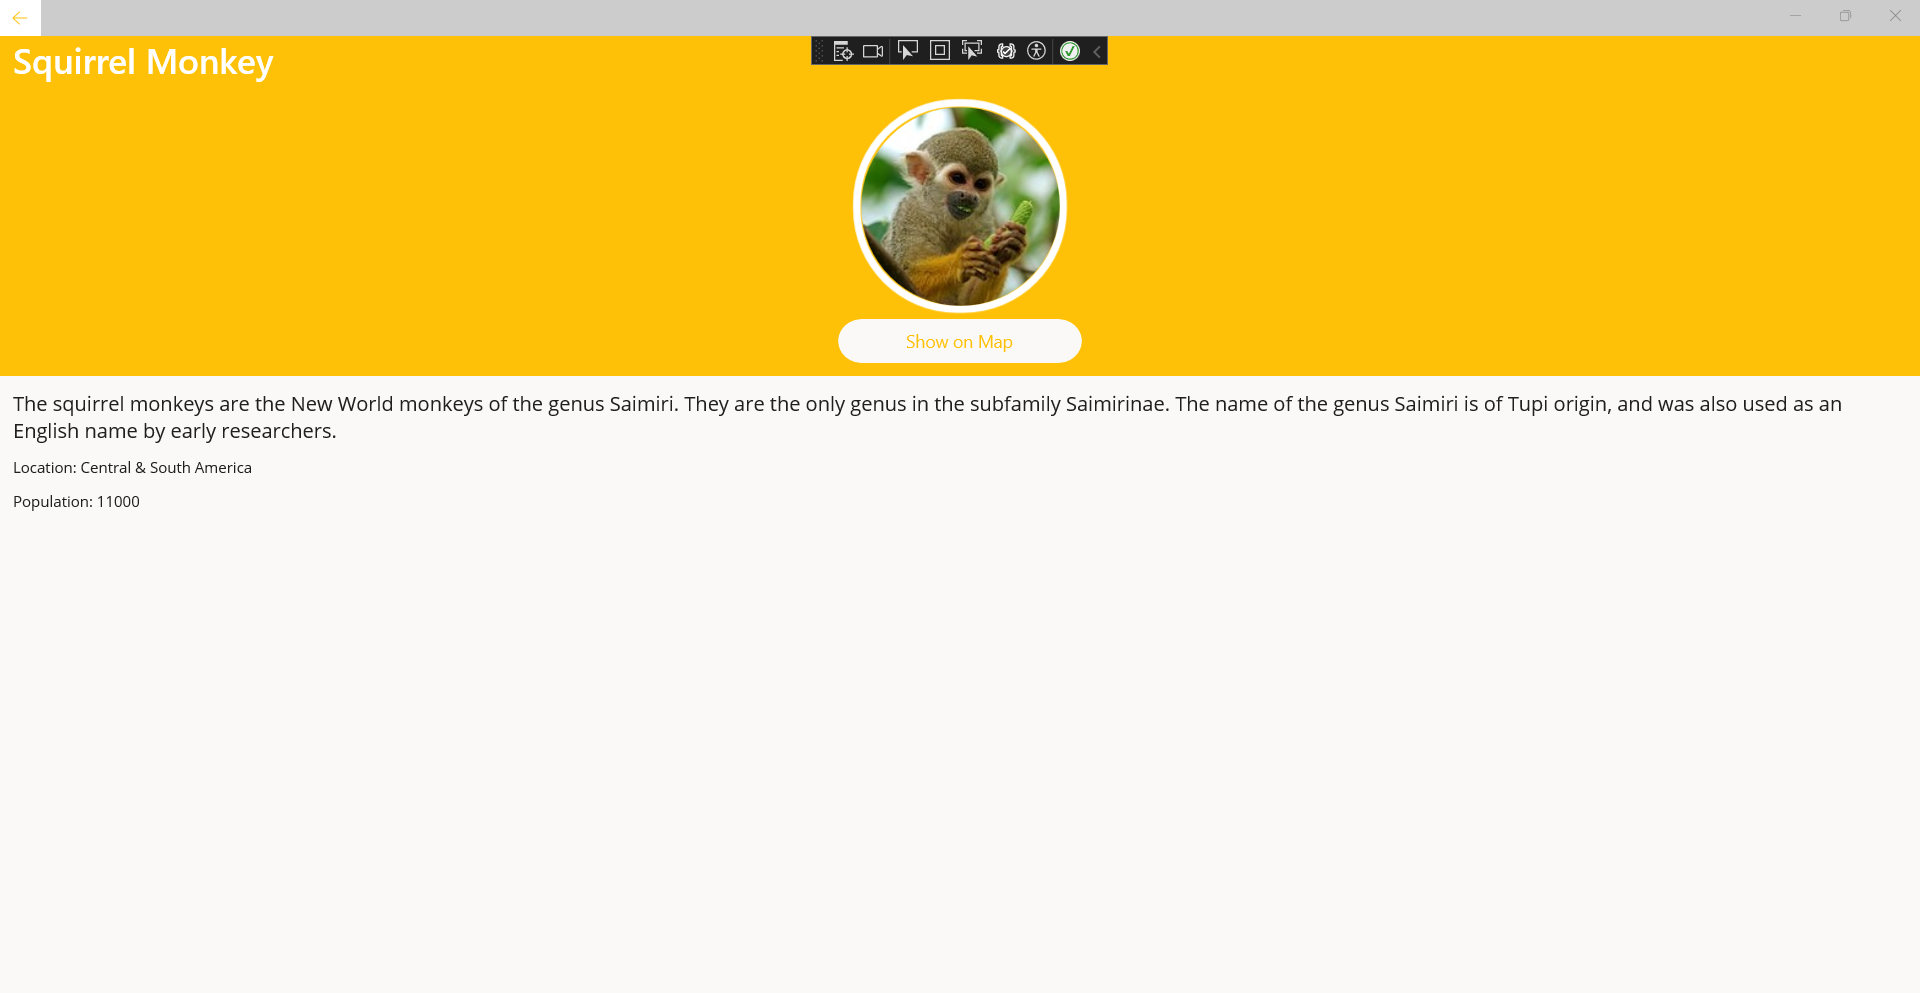 Squirrel Monkey
Show on Map
The squirrel monkeys are the New World monkeys of the genus Saimiri. They are the only genus in the subfamily Saimirinae. The name of the genus Saimiri is of Tupi origin, and was also used as an
English name by early researchers.
Location: Central & South America
Population: 11000